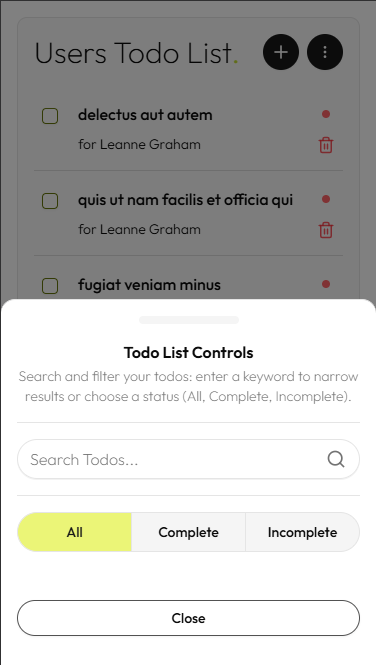 Users Todo List.
delectus aut autem
for Leanne Graham
quis ut nam facilis et officia qui
for Leanne Graham
fugiat veniam minus
Todo List Controls
Search and filter your todos: enter a keyword to narrow
results or choose a status (All, Complete, Incomplete).
Search Todos...
All Complete Incomplete
Close